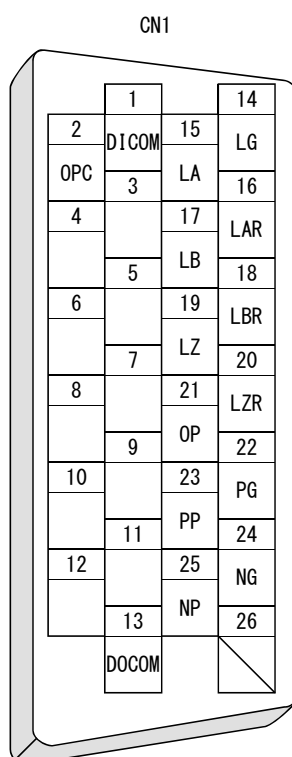 CN1
1 14
2 DICOM 15 LG
OPC 3 LA 16
4 17 LAR
5 LB 18
6 19 LBR
7 LZ 20
8 21 LZR
9 OP 22
10 23 PG
11 PP 24
12 25 NG
13 NP 26
DOCOM